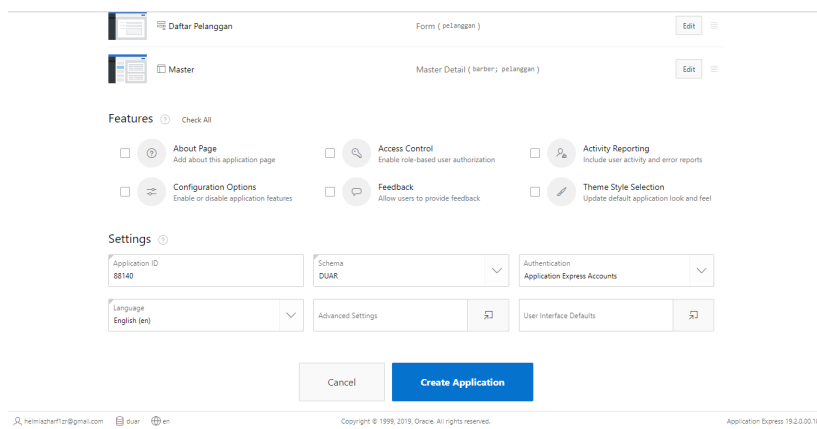 Daftar Pelanggan Form ( pelanggan ) Edit
Master Master Detail ( barber; pelanggan ) Edit
Features Check All
About Page
Add about this application page
Access Control
Enable role-based user authorization
Activity Reporting
Include user activity and error reports
Configuration Options
Enable or disable application features
Feedback
Allow users to provide feedback
Theme Style Selection
Update default application look and feel
Settings
Application ID
88140
Schema
DUAR
Authentication
Application Express Accounts
Language
English (en)
Advanced Settings
User Interface Defaults
Cancel Create Application
duar en Copyright © 1999, 2019, Oracle. All rights reserved. Application Express 19.2.0.00.18